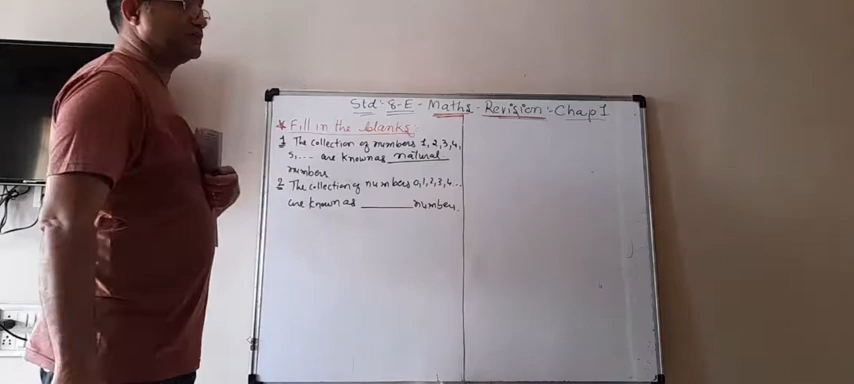 Std:- 8-E - Maths - Revision :- Chap 1
* Fill in the blanks
1 The collection of numbers 1, 2, 3, 4,
5, ... are known as natural
numbers
2 The collection of numbers 0, 1, 2, 3, 4...
are known as ________ number.